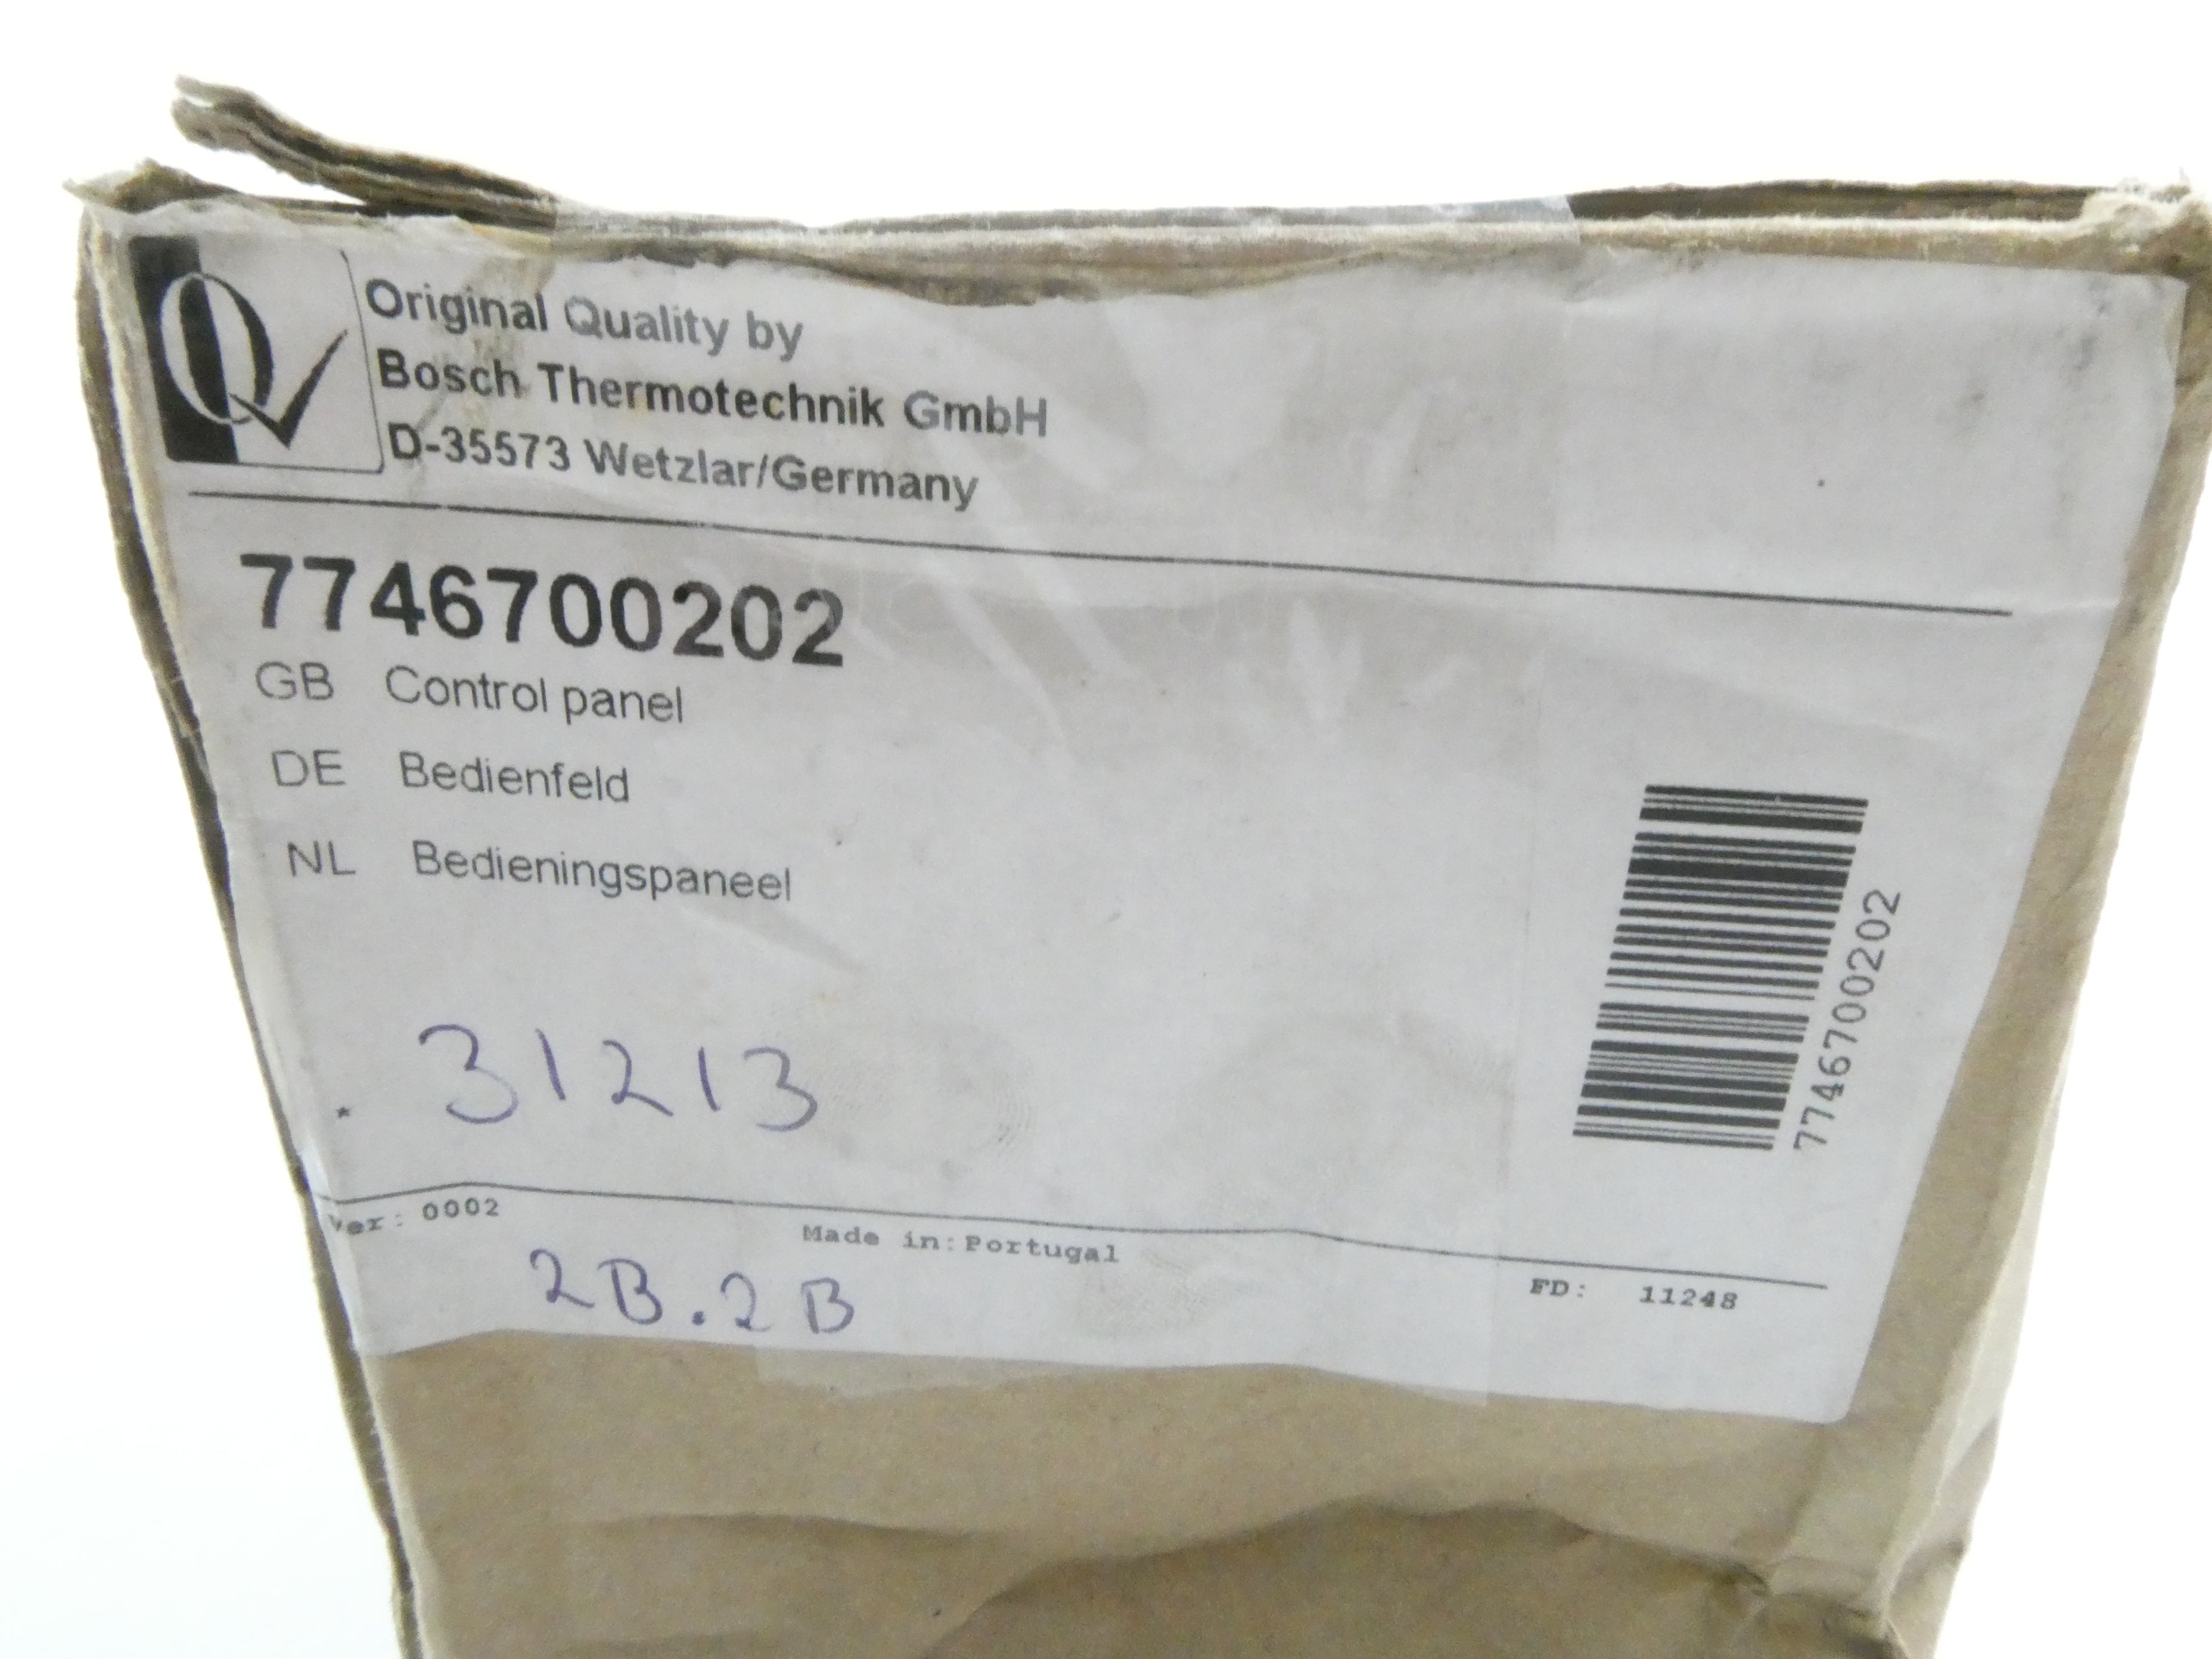 Original Quality by
Bosch Thermotechnik GmbH
D-35573 Wetzlar/Germany
7746700202
GB Control panel
DE Bedienfeld
NL Bedieningspaneel
7746700202
* 31213
Ver: 0002
Made in: Portugal
FD: 11248
2B.2B